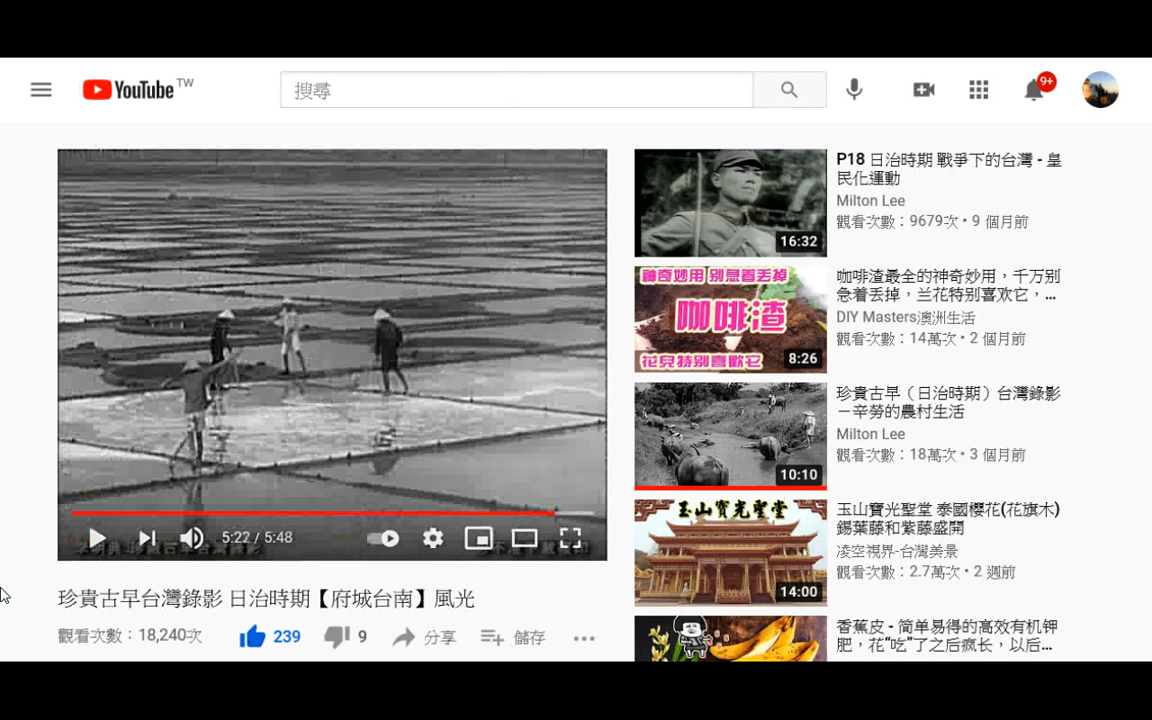 YouTube TW
搜尋
9+
5:22 / 5:48
珍貴古早台灣錄影 日治時期【府城台南】風光
觀看次數：18,240次
239
9
分享
儲存
16:32
P18 日治時期 戰爭下的台灣 - 皇
民化運動
Milton Lee
觀看次數：9679次 • 9 個月前
神奇妙用 别急着丟掉
咖啡渣
花兒特别喜歡它
8:26
咖啡渣最全的神奇妙用，千万别
急着丢掉，兰花特别喜欢它，...
DIY Masters澳洲生活
觀看次數：14萬次 • 2 個月前
10:10
珍貴古早（日治時期）台灣錄影
－辛勞的農村生活
Milton Lee
觀看次數：18萬次 • 3 個月前
玉山寶光聖堂
14:00
玉山寶光聖堂 泰國櫻花(花旗木)
錫葉藤和紫藤盛開
凌空視界-台灣美景
觀看次數：2.7萬次 • 2 週前
香蕉皮 - 简单易得的高效有机钾
肥，花“吃”了之后疯长，以后...